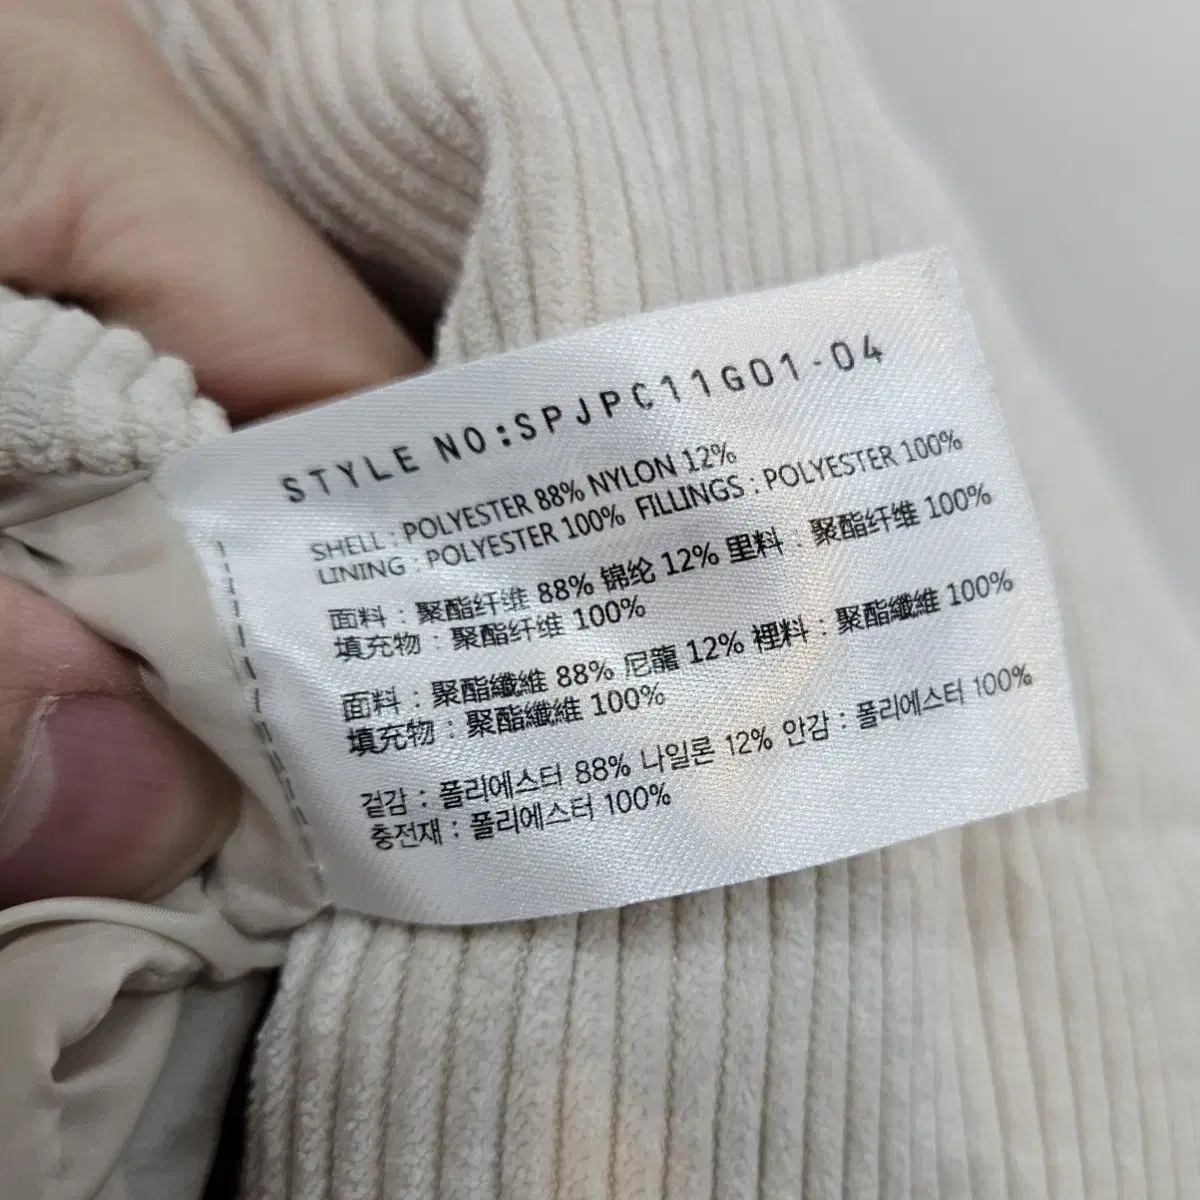 STYLE NO:SPJPC11G01-04
SHELL : POLYESTER 88% NYLON 12%
LINING : POLYESTER 100% FILLINGS : POLYESTER 100%
面料 : 聚酯纤维 88% 锦纶 12% 里料 : 聚酯纤维 100%
填充物 : 聚酯纤维 100%
面料 : 聚酯纖維 88% 尼龍 12% 裡料 : 聚酯纖維 100%
填充物 : 聚酯纖維 100%
겉감 : 폴리에스터 88% 나일론 12% 안감 : 폴리에스터 100%
충전재 : 폴리에스터 100%